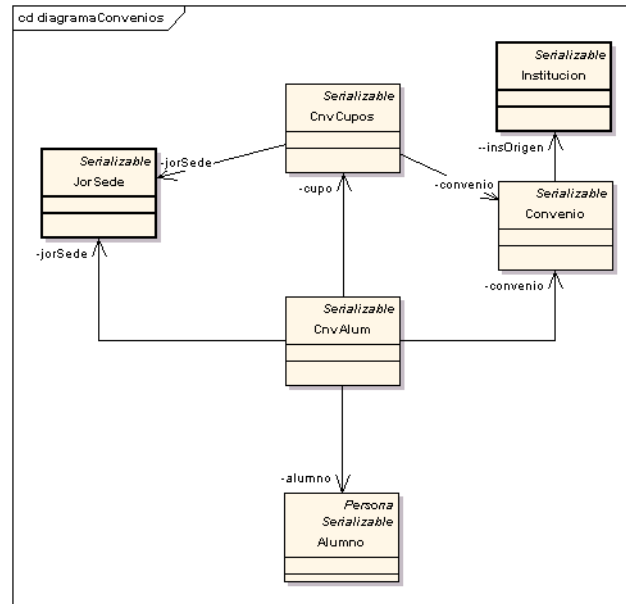 cd diagramaConvenios
Serializable
Institucion
Serializable
CnvCupos
-jorSede
--insOrigen
Serializable
JorSede
-cupo
-convenio
Serializable
Convenio
-jorSede
-convenio
Serializable
CnvAlum
-alumno
Persona
Serializable
Alumno